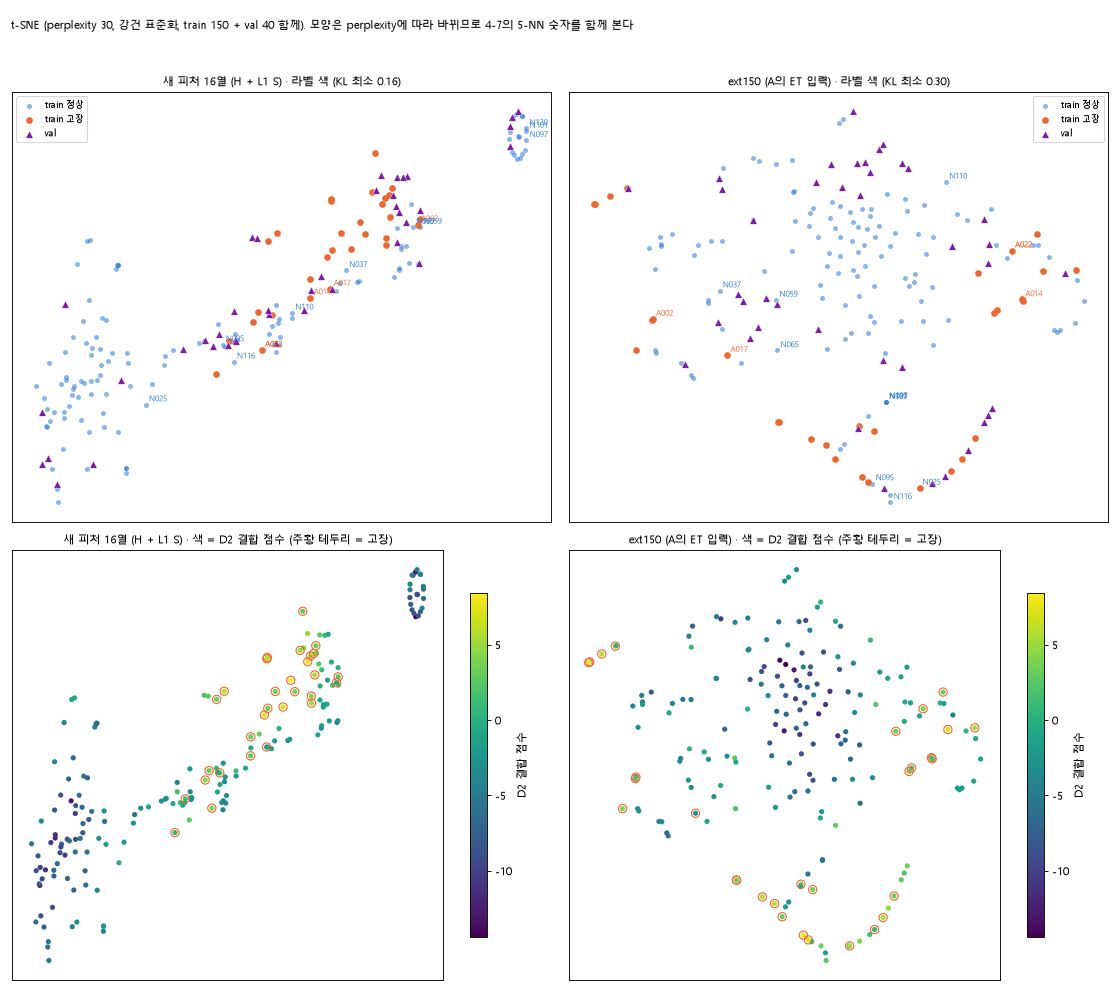 t-SNE (perplexity 30, 강건 표준화, train 150 + val 40 함께). 모양은 perplexity에 따라 바뀌므로 4-7의 5-NN 숫자를 함께 본다
새 피처 16열 (H + L1 S) · 라벨 색 (KL 최소 0.16)
train 정상
train 고장
val
N097
N037
A017
N110
N116
N025
ext150 (A의 ET 입력) · 라벨 색 (KL 최소 0.30)
train 정상
train 고장
val
N110
A022
N037
N059
A014
A002
N065
A017
N095
N025
N116
새 피처 16열 (H + L1 S) · 색 = D2 결합 점수 (주황 테두리 = 고장)
5
0
-5
-10
D2 결합 점수
ext150 (A의 ET 입력) · 색 = D2 결합 점수 (주황 테두리 = 고장)
5
0
-5
-10
D2 결합 점수